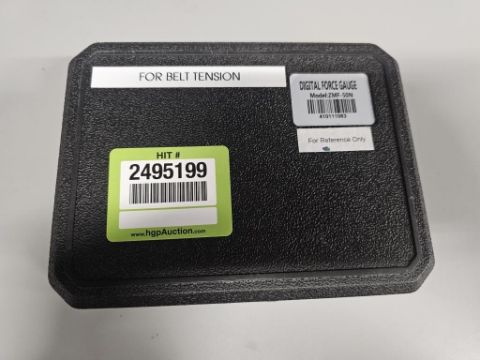 FOR BELT TENSION
DIGITAL FORCE GAUGE
Model:ZMF-50N
For Reference Only
HIT #
2495199
www.hgpAuction.com